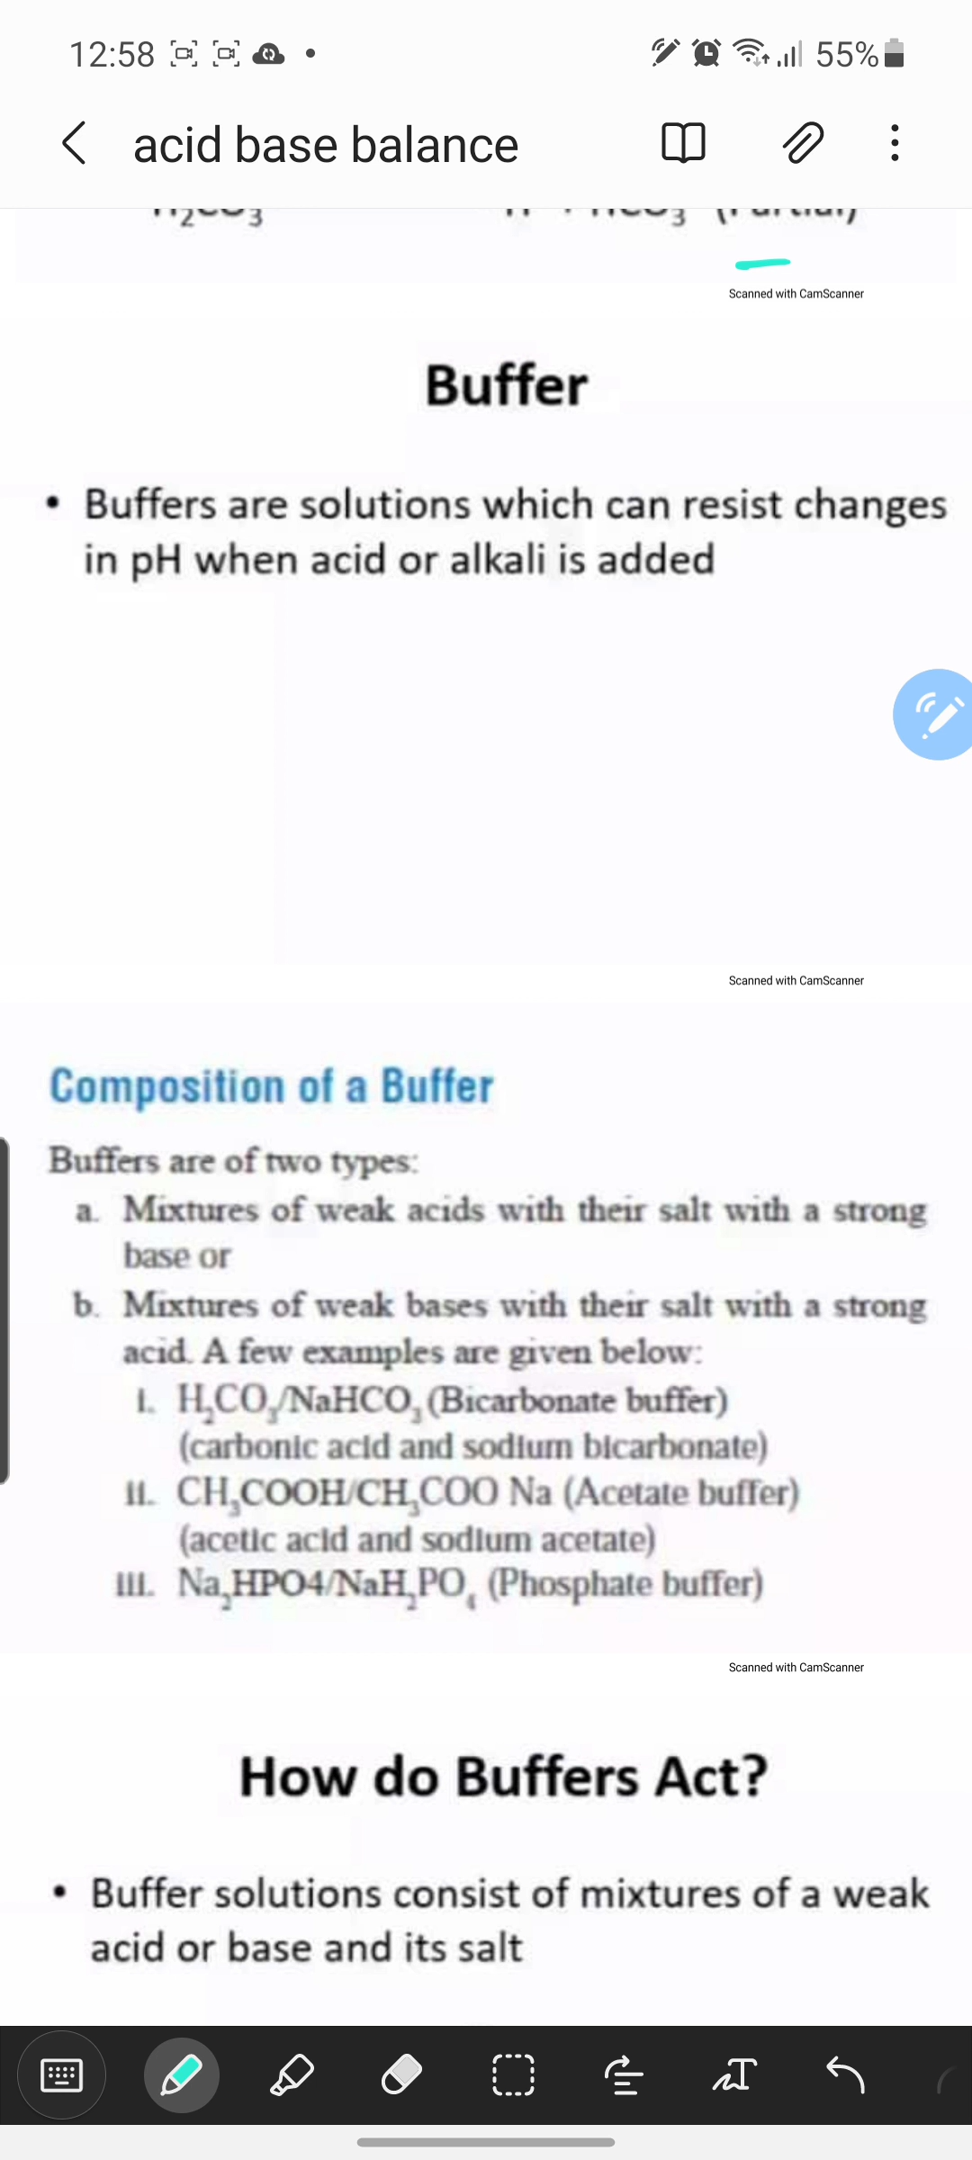 12:58
55%
acid base balance
Scanned with CamScanner
Buffer
• Buffers are solutions which can resist changes
in pH when acid or alkali is added
Scanned with CamScanner
Composition of a Buffer
Buffers are of two types:
a. Mixtures of weak acids with their salt with a strong
base or
b. Mixtures of weak bases with their salt with a strong
acid. A few examples are given below:
i. H₂CO₃/NaHCO₃ (Bicarbonate buffer)
(carbonic acid and sodium bicarbonate)
ii. CH₃COOH/CH₃COO Na (Acetate buffer)
(acetic acid and sodium acetate)
iii. Na₂HPO4/NaH₂PO₄ (Phosphate buffer)
Scanned with CamScanner
How do Buffers Act?
• Buffer solutions consist of mixtures of a weak
acid or base and its salt